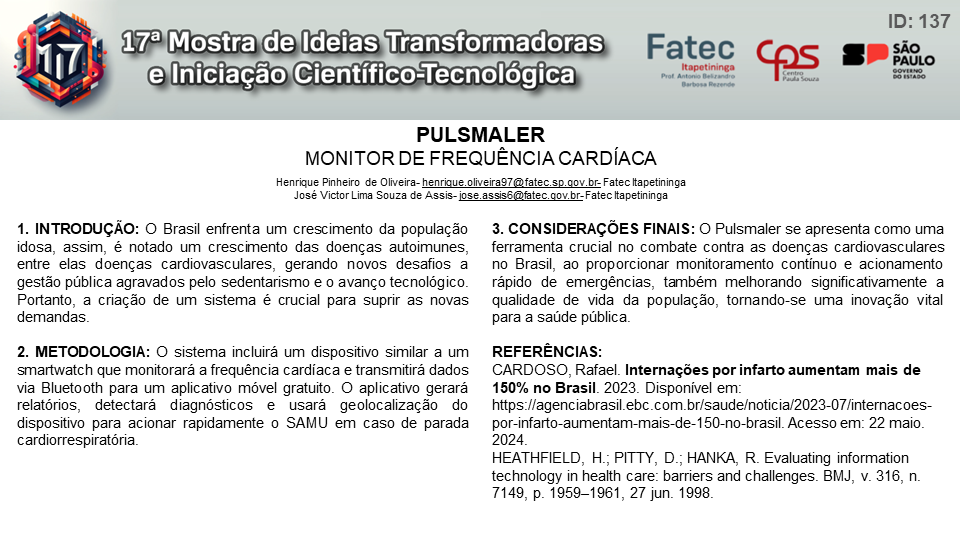 ID: 137
M17
17ª Mostra de Ideias Transformadoras
e Iniciação Científico-Tecnológica
Fatec
Itapetininga
Prof. Antonio Belizandro
Barbosa Rezende
CPS
Centro
Paula Souza
SP
SÃO PAULO
GOVERNO
DO ESTADO
PULSMALER
MONITOR DE FREQUÊNCIA CARDÍACA
Henrique Pinheiro de Oliveira- henrique.oliveira97@fatec.sp.gov.br- Fatec Itapetininga
José Victor Lima Souza de Assis- jose.assis6@fatec.gov.br-Fatec Itapetininga
1. INTRODUÇÃO: O Brasil enfrenta um crescimento da população
idosa, assim, é notado um crescimento das doenças autoimunes,
entre elas doenças cardiovasculares, gerando novos desafios a
gestão pública agravados pelo sedentarismo e o avanço tecnológico.
Portanto, a criação de um sistema é crucial para suprir as novas
demandas.
2. METODOLOGIA: O sistema incluirá um dispositivo similar a um
smartwatch que monitorará a frequência cardíaca e transmitirá dados
via Bluetooth para um aplicativo móvel gratuito. O aplicativo gerará
relatórios, detectará diagnósticos e usará geolocalização do
dispositivo para acionar rapidamente o SAMU em caso de parada
cardiorrespiratória.
3. CONSIDERAÇÕES FINAIS: O Pulsmaler se apresenta como uma
ferramenta crucial no combate contra as doenças cardiovasculares
no Brasil, ao proporcionar monitoramento contínuo e acionamento
rápido de emergências, também melhorando significativamente a
qualidade de vida da população, tornando-se uma inovação vital
para a saúde pública.
REFERÊNCIAS:
CARDOSO, Rafael. Internações por infarto aumentam mais de
150% no Brasil. 2023. Disponível em:
https://agenciabrasil.ebc.com.br/saude/noticia/2023-07/internacoes-
por-infarto-aumentam-mais-de-150-no-brasil. Acesso em: 22 maio.
2024.
HEATHFIELD, H.; PITTY, D.; HANKA, R. Evaluating information
technology in health care: barriers and challenges. BMJ, v. 316, n.
7149, p. 1959–1961, 27 jun. 1998.